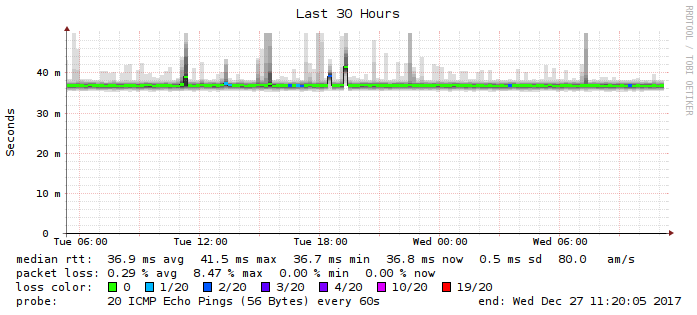 Last 30 Hours
RRDTOOL / TOBI OETIKER
Seconds
40 m
30 m
20 m
10 m
0
Tue 06:00 Tue 12:00 Tue 18:00 Wed 00:00 Wed 06:00
median rtt: 36.9 ms avg 41.5 ms max 36.7 ms min 36.8 ms now 0.5 ms sd 80.0 am/s
packet loss: 0.29 % avg 8.47 % max 0.00 % min 0.00 % now
loss color: 0 1/20 2/20 3/20 4/20 10/20 19/20
probe: 20 ICMP Echo Pings (56 Bytes) every 60s end: Wed Dec 27 11:20:05 2017